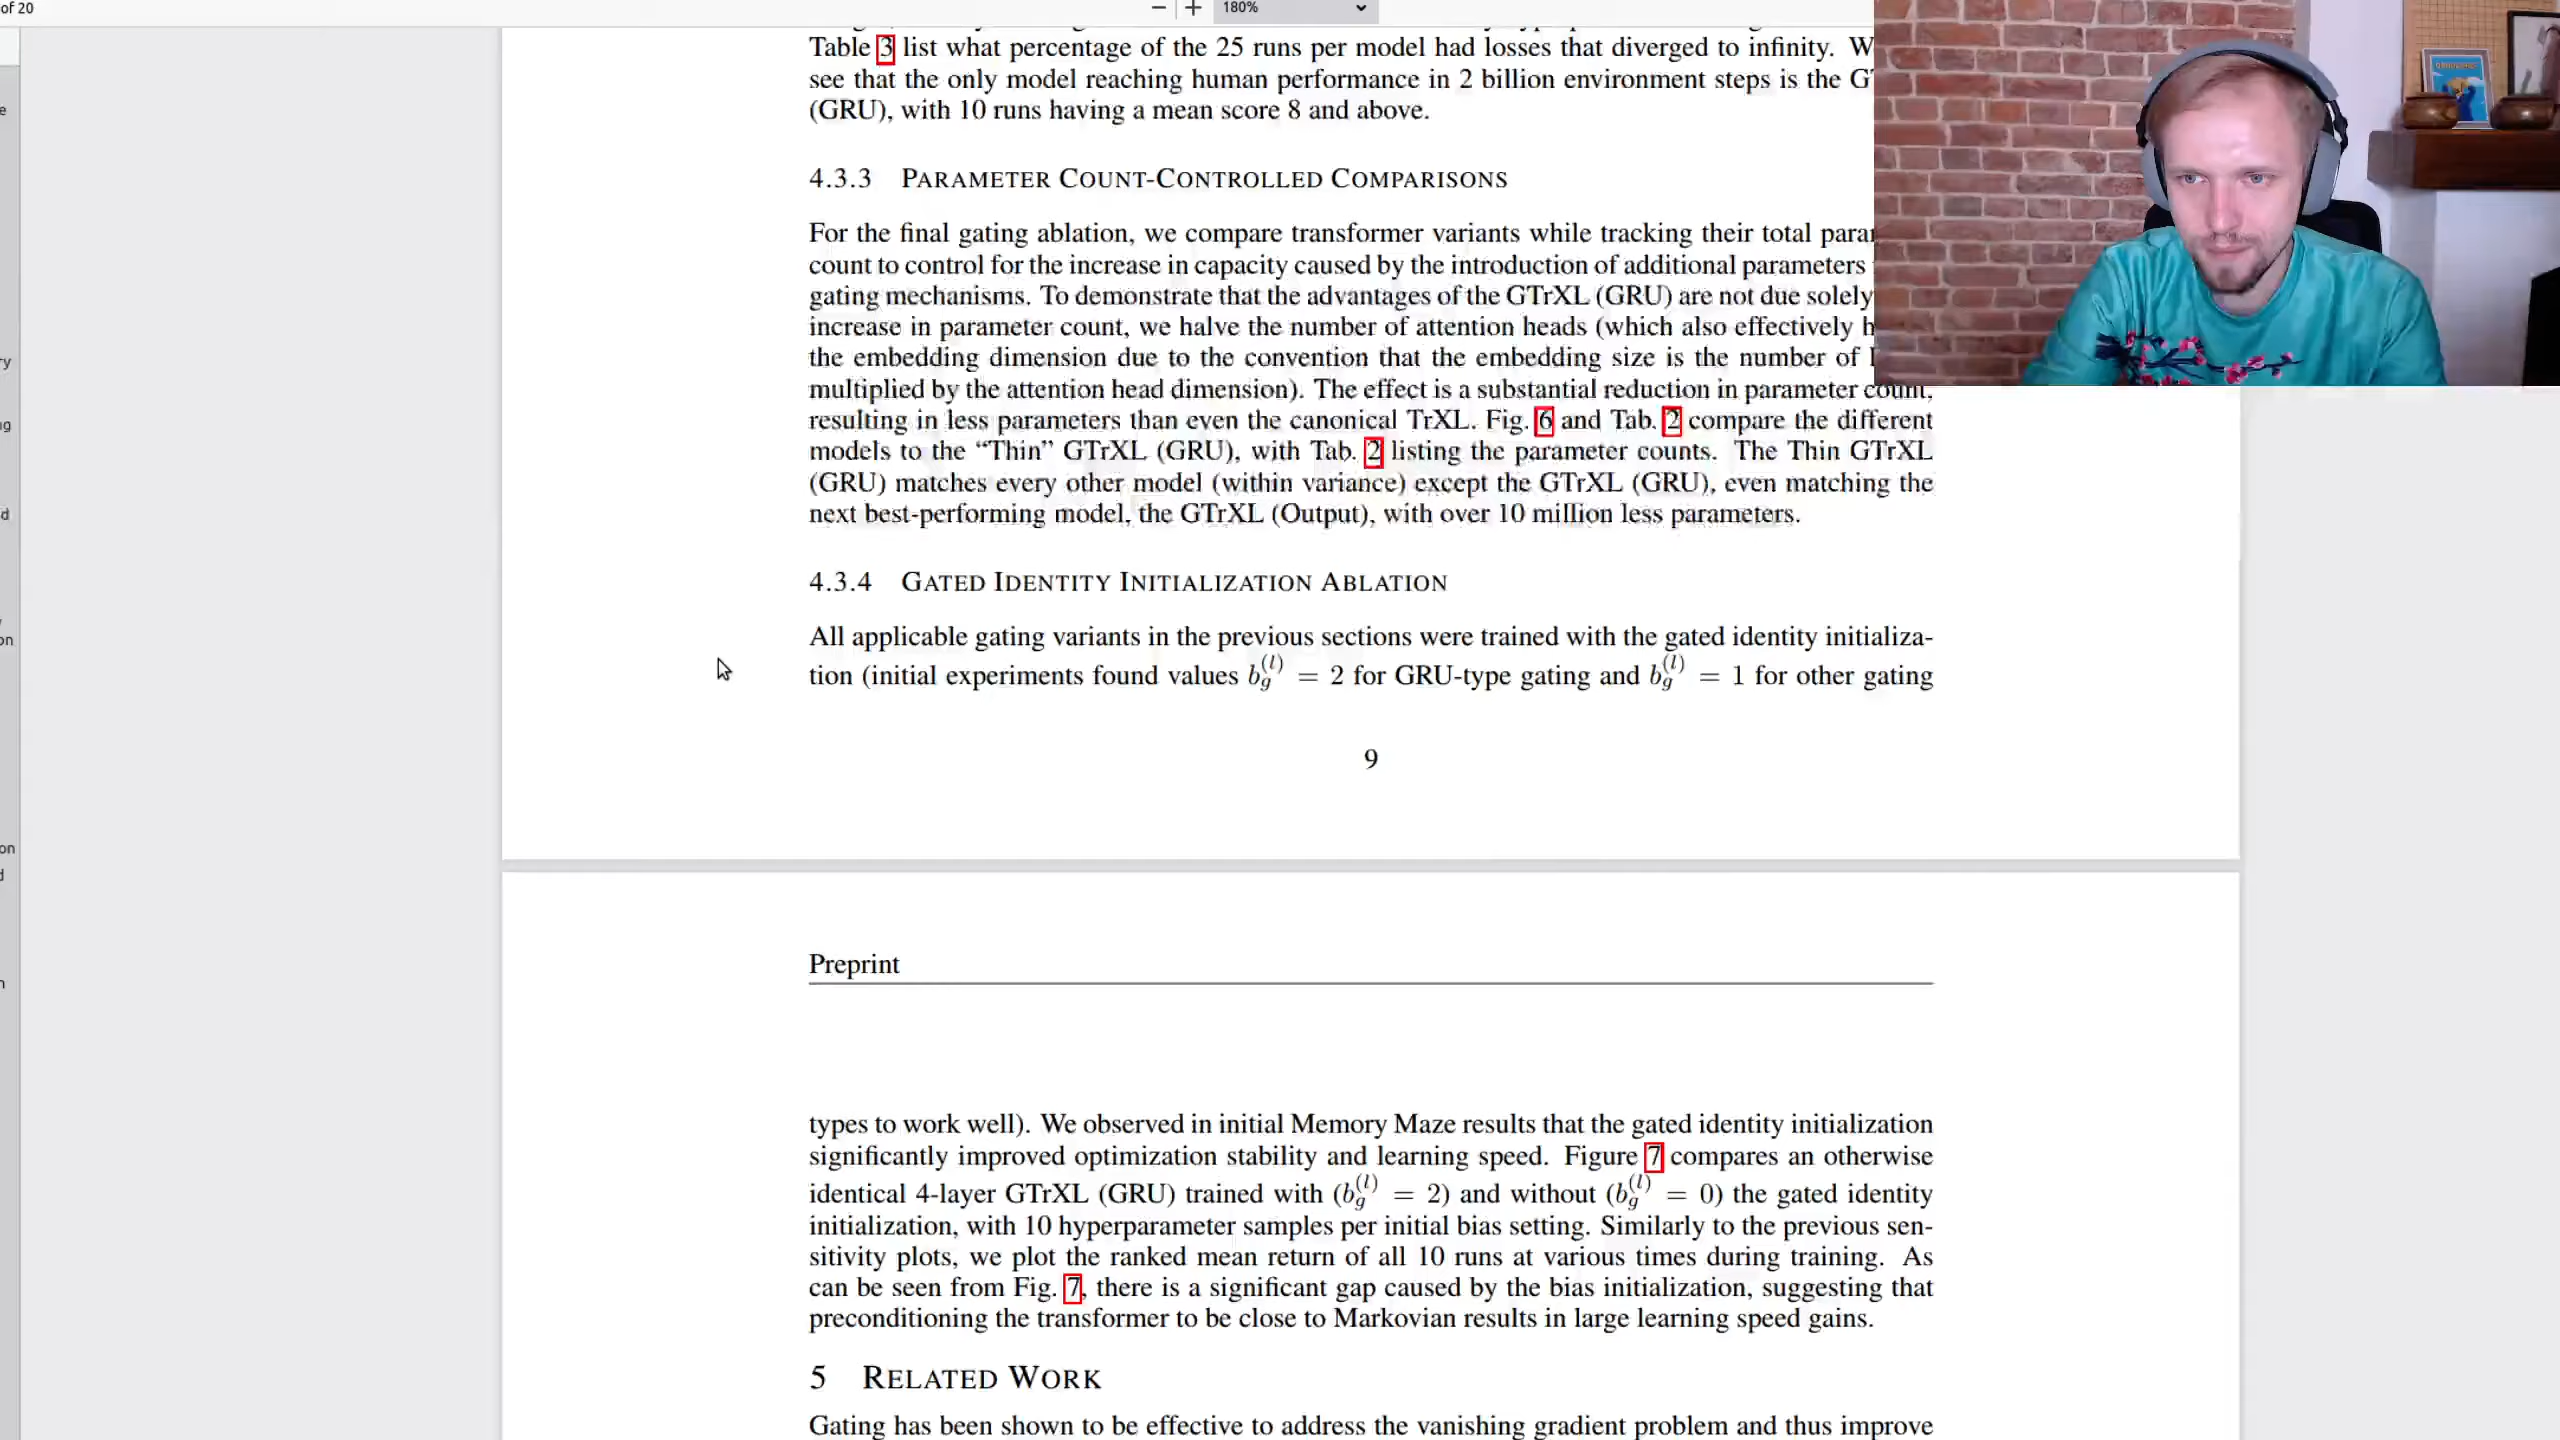 of 20
180%
Table 3 list what percentage of the 25 runs per model had losses that diverged to infinity. W
see that the only model reaching human performance in 2 billion environment steps is the G
(GRU), with 10 runs having a mean score 8 and above.
4.3.3 PARAMETER COUNT-CONTROLLED COMPARISONS
For the final gating ablation, we compare transformer variants while tracking their total para
count to control for the increase in capacity caused by the introduction of additional parameters
gating mechanisms. To demonstrate that the advantages of the GTrXL (GRU) are not due solely
increase in parameter count, we halve the number of attention heads (which also effectively h
the embedding dimension due to the convention that the embedding size is the number of
multiplied by the attention head dimension). The effect is a substantial reduction in parameter count,
resulting in less parameters than even the canonical TrXL. Fig. 6 and Tab. 2 compare the different
models to the “Thin” GTrXL (GRU), with Tab. 2 listing the parameter counts. The Thin GTrXL
(GRU) matches every other model (within variance) except the GTrXL (GRU), even matching the
next best-performing model, the GTrXL (Output), with over 10 million less parameters.
4.3.4 GATED IDENTITY INITIALIZATION ABLATION
All applicable gating variants in the previous sections were trained with the gated identity initializa-
tion (initial experiments found values b_g^{(l)} = 2 for GRU-type gating and b_g^{(l)} = 1 for other gating
9
Preprint
types to work well). We observed in initial Memory Maze results that the gated identity initialization
significantly improved optimization stability and learning speed. Figure 7 compares an otherwise
identical 4-layer GTrXL (GRU) trained with (b_g^{(l)} = 2) and without (b_g^{(l)} = 0) the gated identity
initialization, with 10 hyperparameter samples per initial bias setting. Similarly to the previous sen-
sitivity plots, we plot the ranked mean return of all 10 runs at various times during training. As
can be seen from Fig. 7, there is a significant gap caused by the bias initialization, suggesting that
preconditioning the transformer to be close to Markovian results in large learning speed gains.
5 RELATED WORK
Gating has been shown to be effective to address the vanishing gradient problem and thus improve